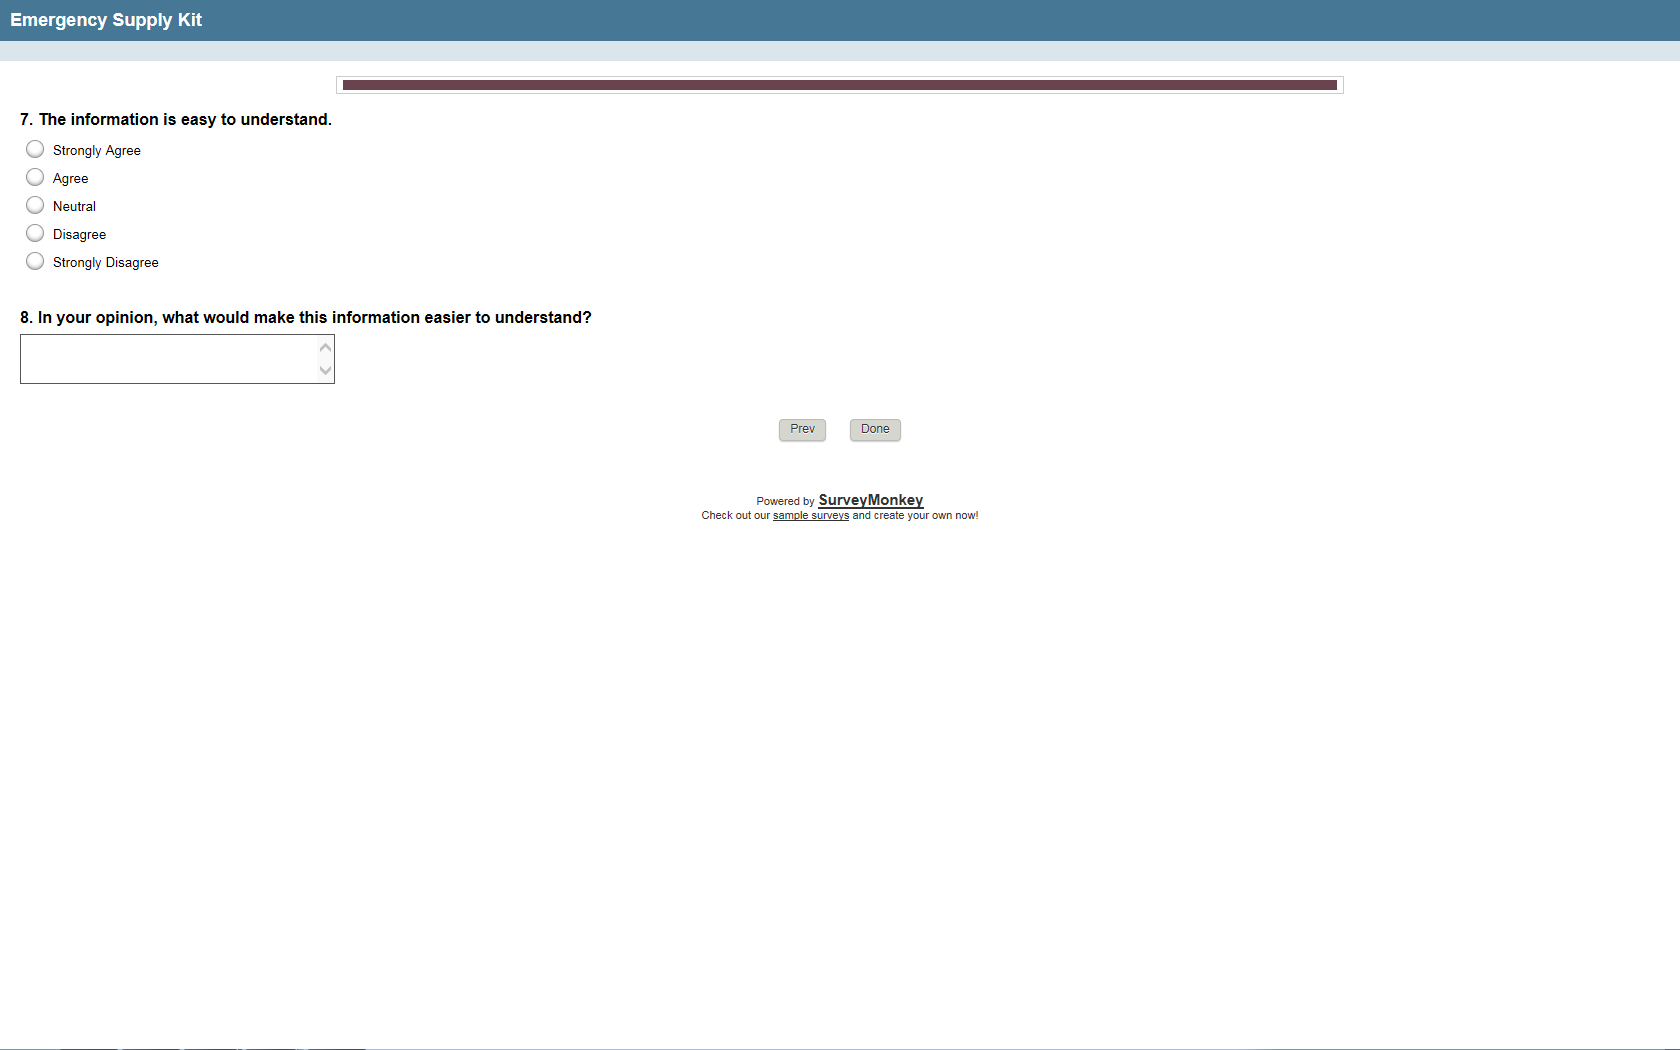 Emergency Supply Kit
7. The information is easy to understand.
Strongly Agree
Agree
Neutral
Disagree
Strongly Disagree
8. In your opinion, what would make this information easier to understand?
Prev Done
Powered by SurveyMonkey
Check out our sample surveys and create your own now!